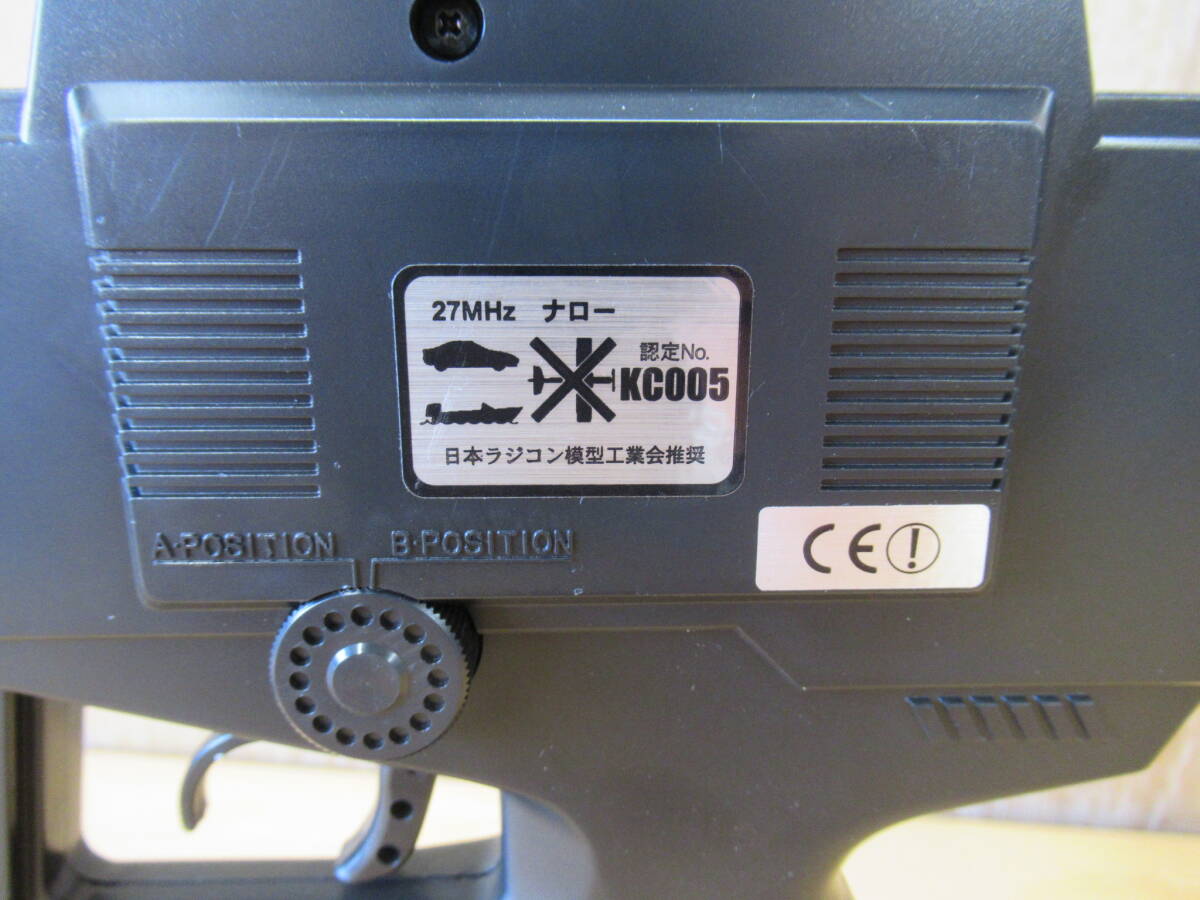 27MHz ナロー
認定No.
KC005
日本ラジコン模型工業会推奨
A·POSITION B·POSITION
CE!